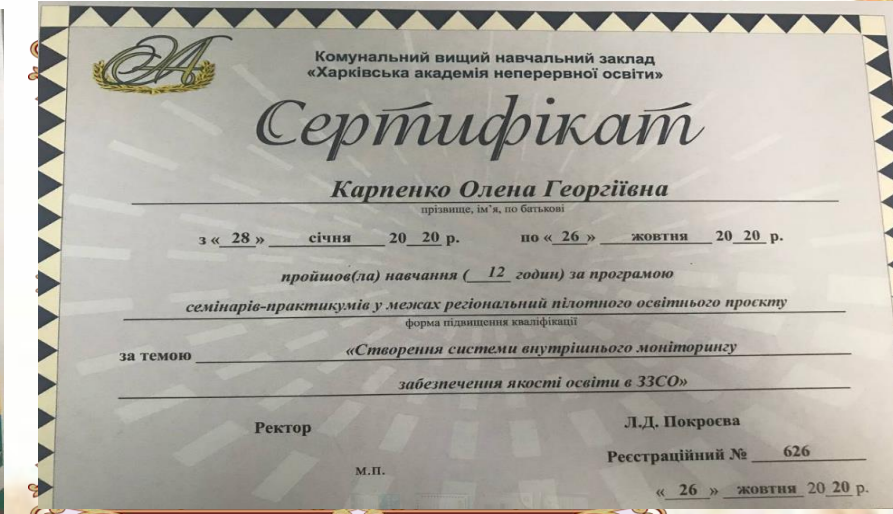 Комунальний вищий навчальний заклад
«Харківська академія неперервної освіти»
Сертифікат
Карпенко Олена Георгіївна
прізвище, ім’я, по батькові
з « 28 » січня 20 20 р. по « 26 » жовтня 20 20 р.
пройшов(ла) навчання ( 12 годин) за програмою
семінарів-практикумів у межах регіональний пілотного освітнього проєкту
форма підвищення кваліфікації
за темою «Створення системи внутрішнього моніторингу
забезпечення якості освіти в ЗЗСО»
Ректор Л.Д. Покроєва
Реєстраційний № 626
М.П.
« 26 » жовтня 20 20 р.